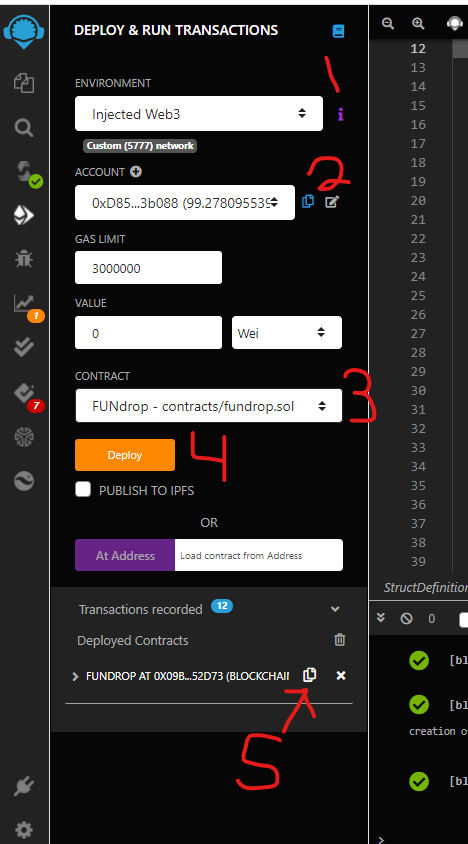 DEPLOY & RUN TRANSACTIONS
ENVIRONMENT
1
Injected Web3
Custom (5777) network
ACCOUNT
2
0xD85...3b088 (99.278095539
GAS LIMIT
3000000
VALUE
0
Wei
CONTRACT
FUNdrop - contracts/fundrop.sol
3
Deploy
4
PUBLISH TO IPFS
OR
At Address
Load contract from Address
Transactions recorded
12
Deployed Contracts
FUNDROP AT 0X09B...52D73 (BLOCKCHAIN
5
1
7
12
13
14
15
16
17
18
19
20
21
22
23
24
25
26
27
28
29
30
31
32
33
34
35
36
37
38
39
StructDefinition
0
[bl
[bl
creation o
[bl
>